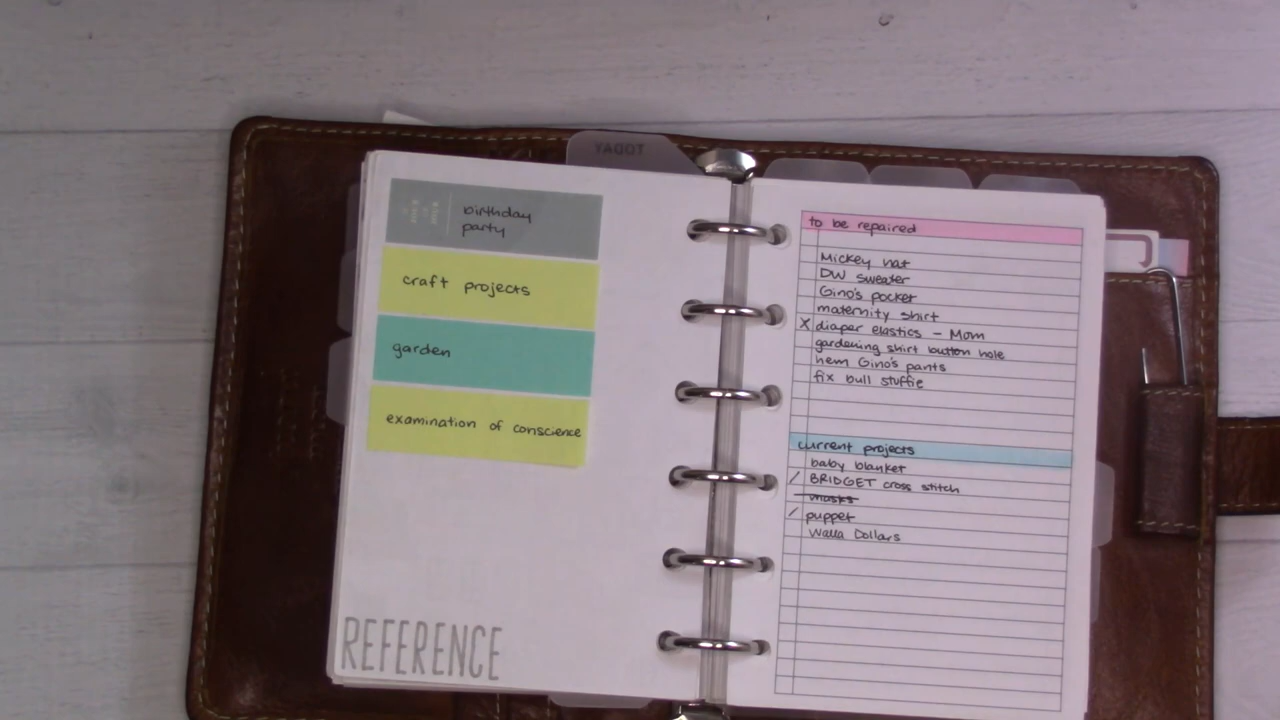 TODAY
birthday
party
craft projects
garden
examination of conscience
REFERENCE
to be repaired
Mickey hat
DW sweater
Gino's pocket
maternity shirt
X diaper elastics - Mom
gardening shirt button hole
hem Gino's pants
fix bull stuffie
current projects
baby blanket
/ BRIDGET cross stitch
masks
/ puppet
Walla Dollars